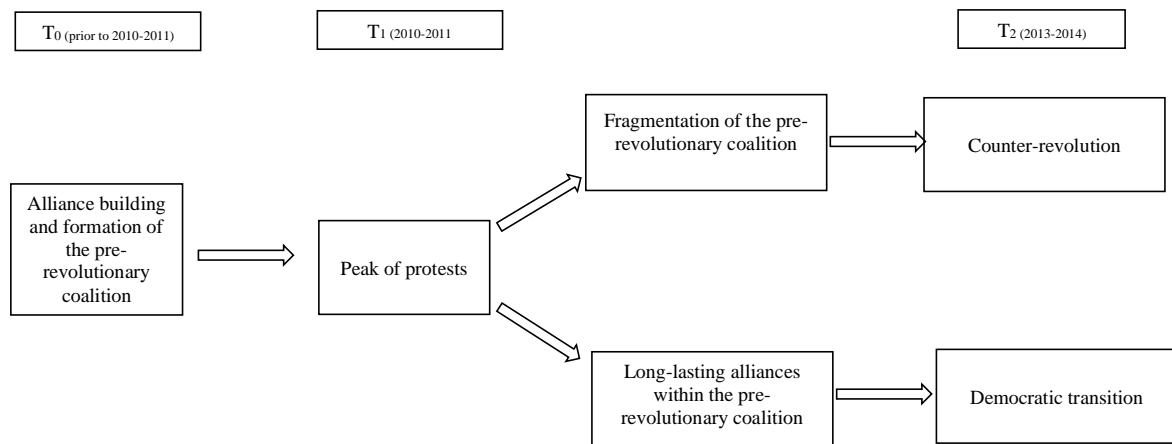 T0 (prior to 2010-2011)
T1 (2010-2011
T2 (2013-2014)
Alliance building
and formation of
the pre-
revolutionary
coalition
Peak of protests
Fragmentation of the pre-
revolutionary coalition
Counter-revolution
Long-lasting alliances
within the pre-
revolutionary coalition
Democratic transition